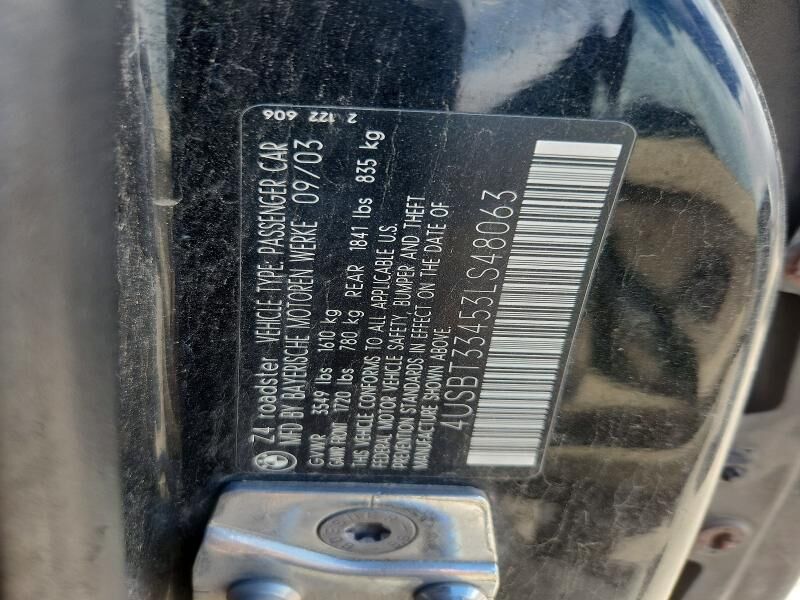 Z4 roadster VEHICLE TYPE: PASSENGER CAR
MFD BY BAYERISCHE MOTOREN WERKE 09/03
GVWR 3549 lbs 1610 kg
GAWR FRONT 1720 lbs 780 kg REAR 1841 lbs 835 kg
THIS VEHICLE CONFORMS TO ALL APPLICABLE U.S.
FEDERAL MOTOR VEHICLE SAFETY, BUMPER AND THEFT
PREVENTION STANDARDS IN EFFECT ON THE DATE OF
MANUFACTURE SHOWN ABOVE.
4USBT33453LS48063
2 122 606